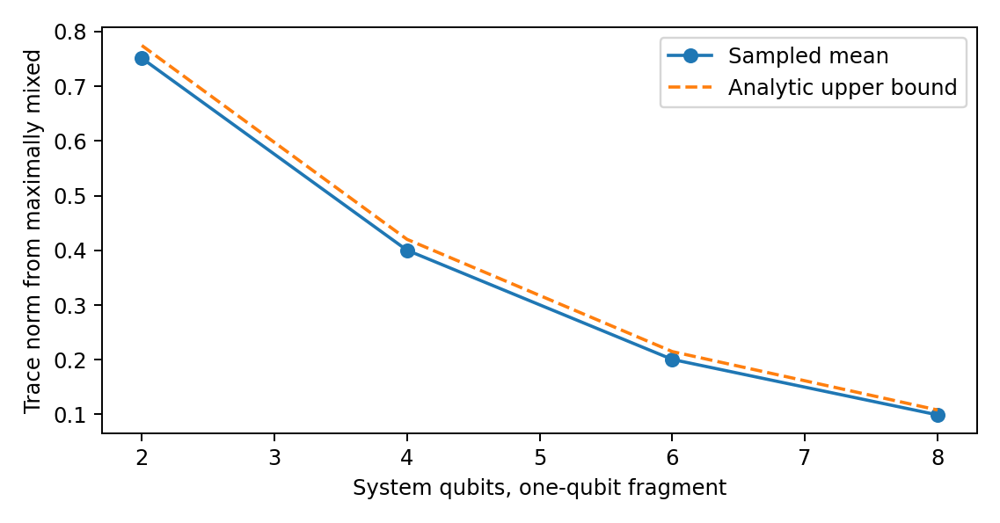 Trace norm from maximally mixed
0.8
0.7
0.6
0.5
0.4
0.3
0.2
0.1
Sampled mean
Analytic upper bound
2 3 4 5 6 7 8
System qubits, one-qubit fragment